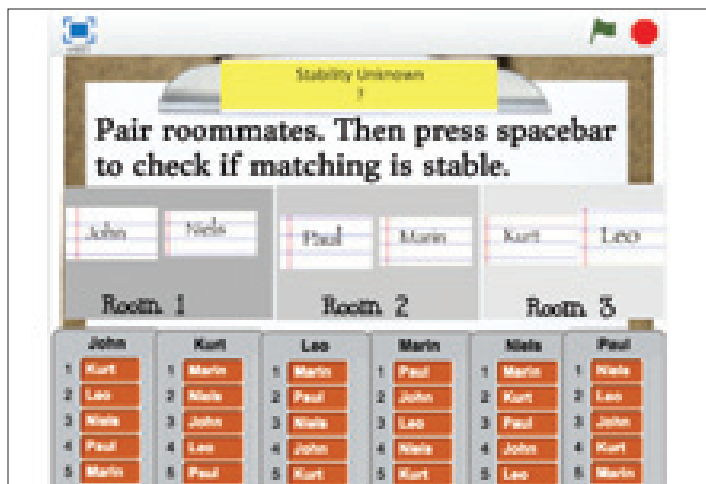 Stability Unknown
?
Pair roommates. Then press spacebar
to check if matching is stable.
John Niels Paul Marin Kurt Leo
Room 1 Room 2 Room 3
John Kurt Leo Marin Niels Paul
1 Kurt 1 Marin 1 Marin 1 Paul 1 Marin 1 Niels
2 Leo 2 Niels 2 Paul 2 John 2 Kurt 2 Leo
3 Niels 3 John 3 Niels 3 Leo 3 Paul 3 John
4 Paul 4 Leo 4 John 4 Niels 4 John 4 Kurt
5 Marin 5 Paul 5 Kurt 5 Kurt 5 Leo 5 Marin